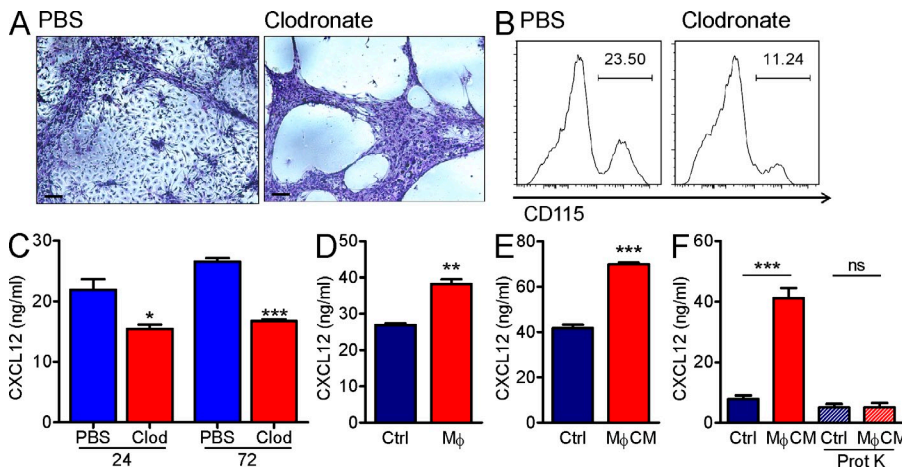 A PBS Clodronate
B PBS Clodronate
23.50 11.24
CD115
C D E F
CXCL12 (ng/ml)
30
20
10
0
PBS Clod PBS Clod
24 72
CXCL12 (ng/ml)
50
40
30
20
10
0
**
Ctrl Mϕ
CXCL12 (ng/ml)
80
60
40
20
0
***
Ctrl MϕCM
CXCL12 (ng/ml)
60
40
20
0
*** ns
Ctrl MϕCM Ctrl MϕCM
Prot K
* ***